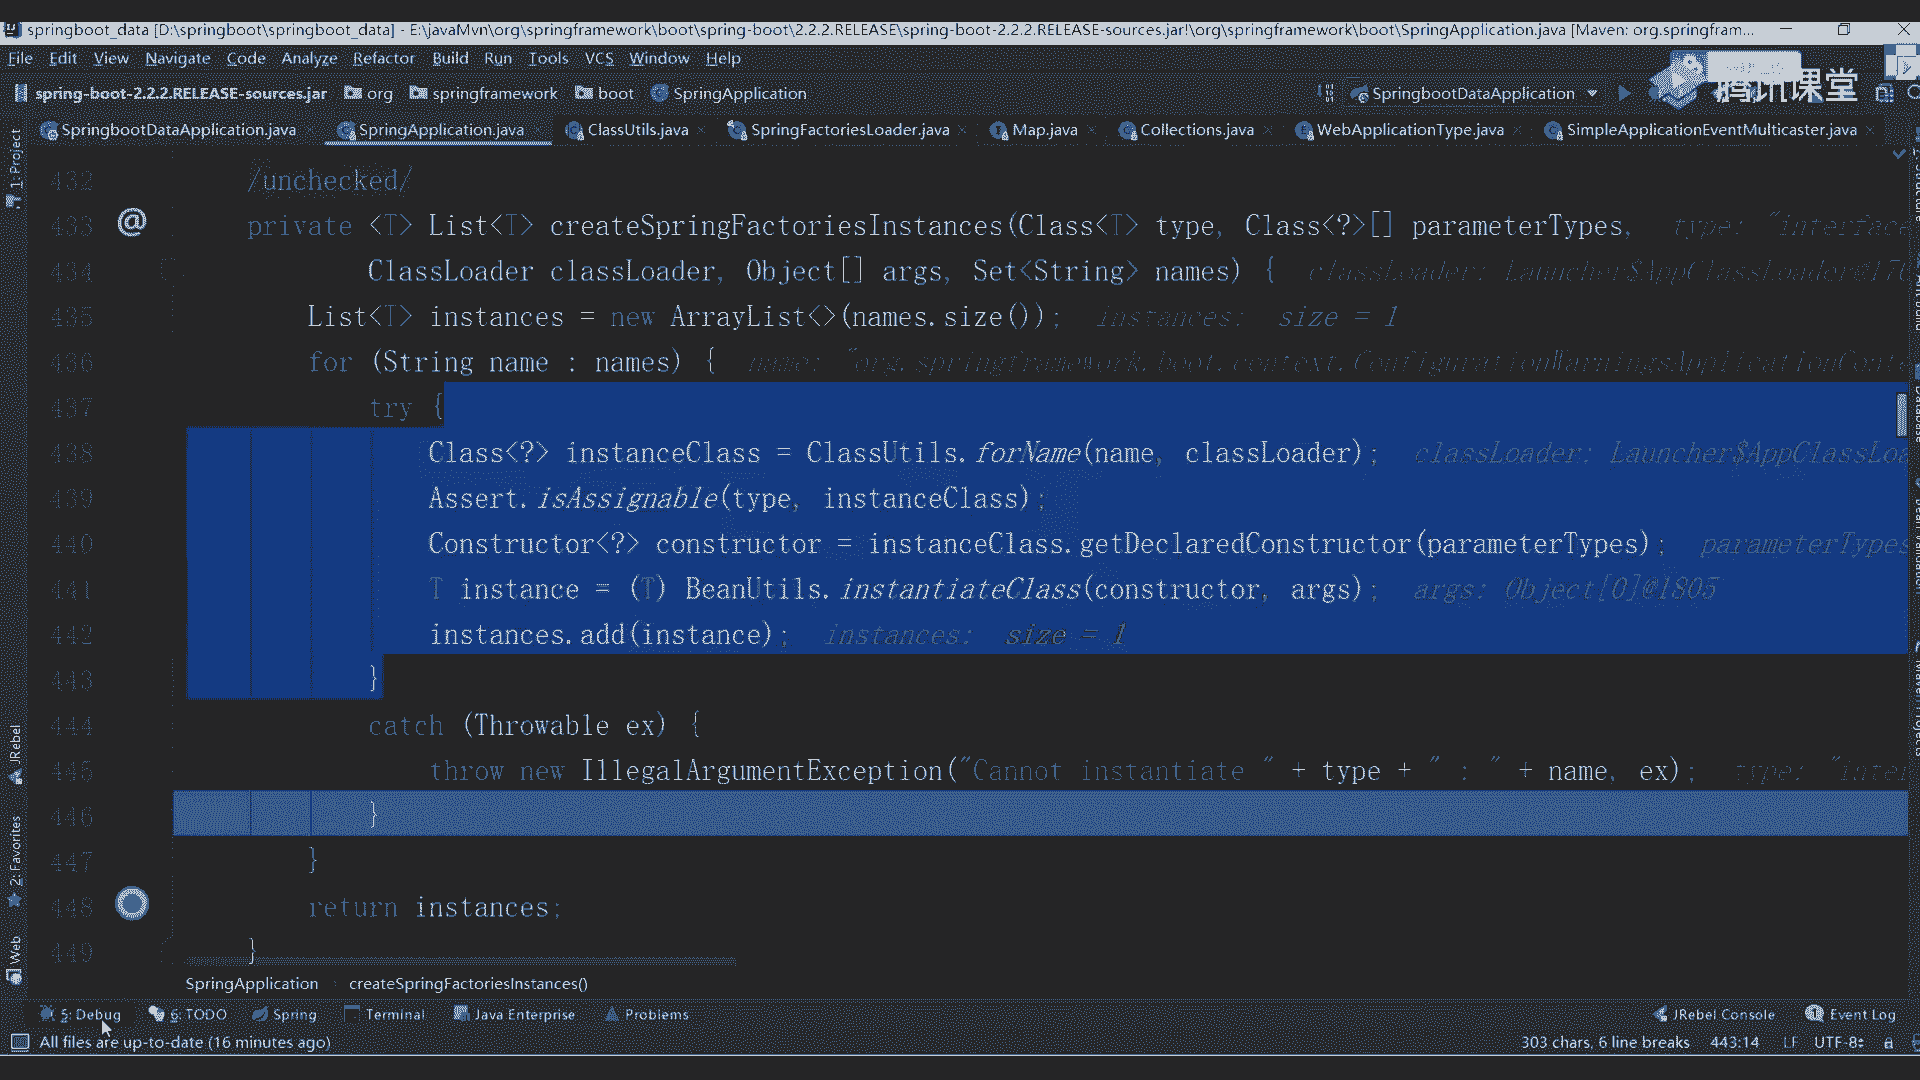 springboot_data [D:\springboot\springboot_data] - E:\javaMvn\org\springframework\boot\spring-boot\2.2.2.RELEASE\spring-boot-2.2.2.RELEASE-sources.jar!\org\springframework\boot\SpringApplication.java [Maven: org.springfram...
File Edit View Navigate Code Analyze Refactor Build Run Tools VCS Window Help
spring-boot-2.2.2.RELEASE-sources.jar org springframework boot SpringApplication SpringbootDataApplication
腾讯课堂
SpringbootDataApplication.java SpringApplication.java ClassUtils.java SpringFactoriesLoader.java Map.java Collections.java WebApplicationType.java SimpleApplicationEventMulticaster.java
1: Project
432 /unchecked/
433 @ private <T> List<T> createSpringFactoriesInstances(Class<T> type, Class<?>[] parameterTypes, type: "interface
434 ClassLoader classLoader, Object[] args, Set<String> names) { classLoader: Launcher$AppClassLoader@170
435 List<T> instances = new ArrayList<>(names.size()); instances: size = 1
436 for (String name : names) { name: "org.springframework.boot.context.ConfigurationWarningsApplicationConte
437 try {
438 Class<?> instanceClass = ClassUtils.forName(name, classLoader); classLoader: Launcher$AppClassLoa
439 Assert.isAssignable(type, instanceClass);
440 Constructor<?> constructor = instanceClass.getDeclaredConstructor(parameterTypes); parameterTypes
441 T instance = (T) BeanUtils.instantiateClass(constructor, args); args: Object[0]@1805
442 instances.add(instance); instances: size = 1
443 }
444 catch (Throwable ex) {
445 throw new IllegalArgumentException("Cannot instantiate " + type + " : " + name, ex); type: "inter
446 }
447 }
448 return instances;
449 }
JRebel
2: Favorites
Web
SpringApplication createSpringFactoriesInstances()
5: Debug 6: TODO Spring Terminal Java Enterprise Problems JRebel Console Event Log
All files are up-to-date (16 minutes ago) 303 chars, 6 line breaks 443:14 LF UTF-8